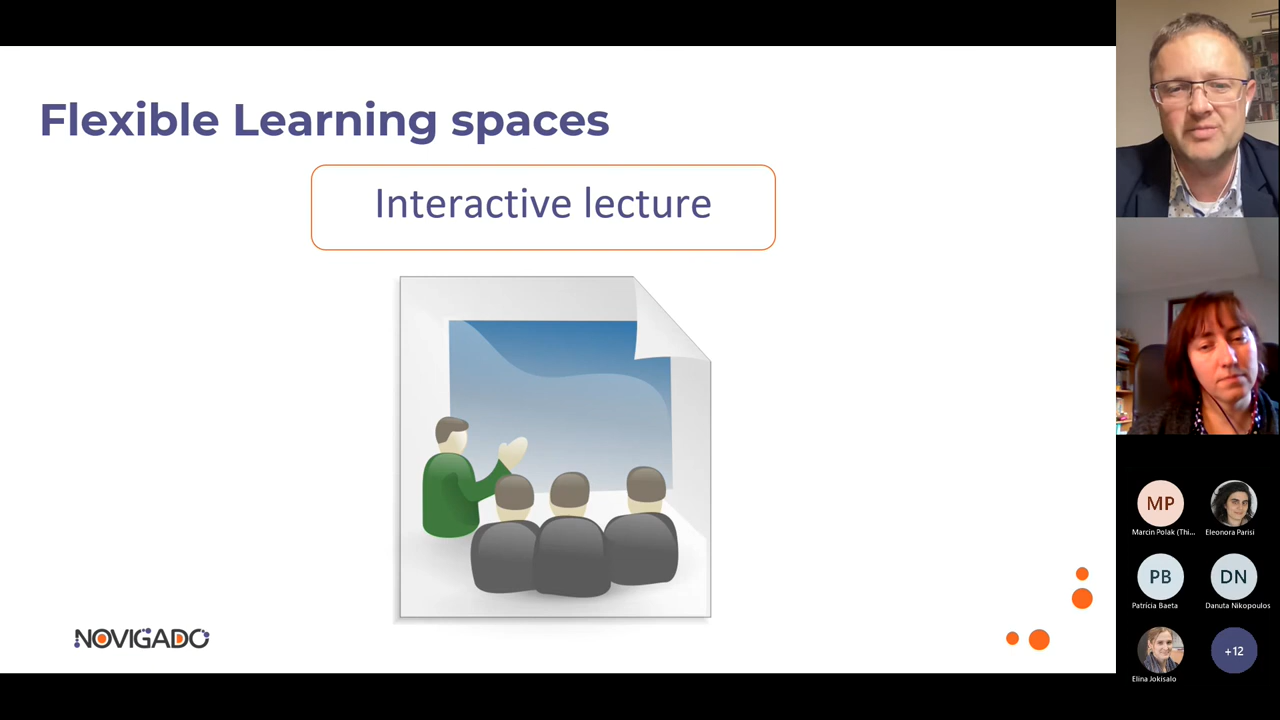 Flexible Learning spaces
Interactive lecture
NOVIGADO
MP
Marcin Polak (Thi...
Eleonora Parisi
PB
Patrícia Baeta
DN
Danuta Nikopoulos
Elina Jokisalo
+12